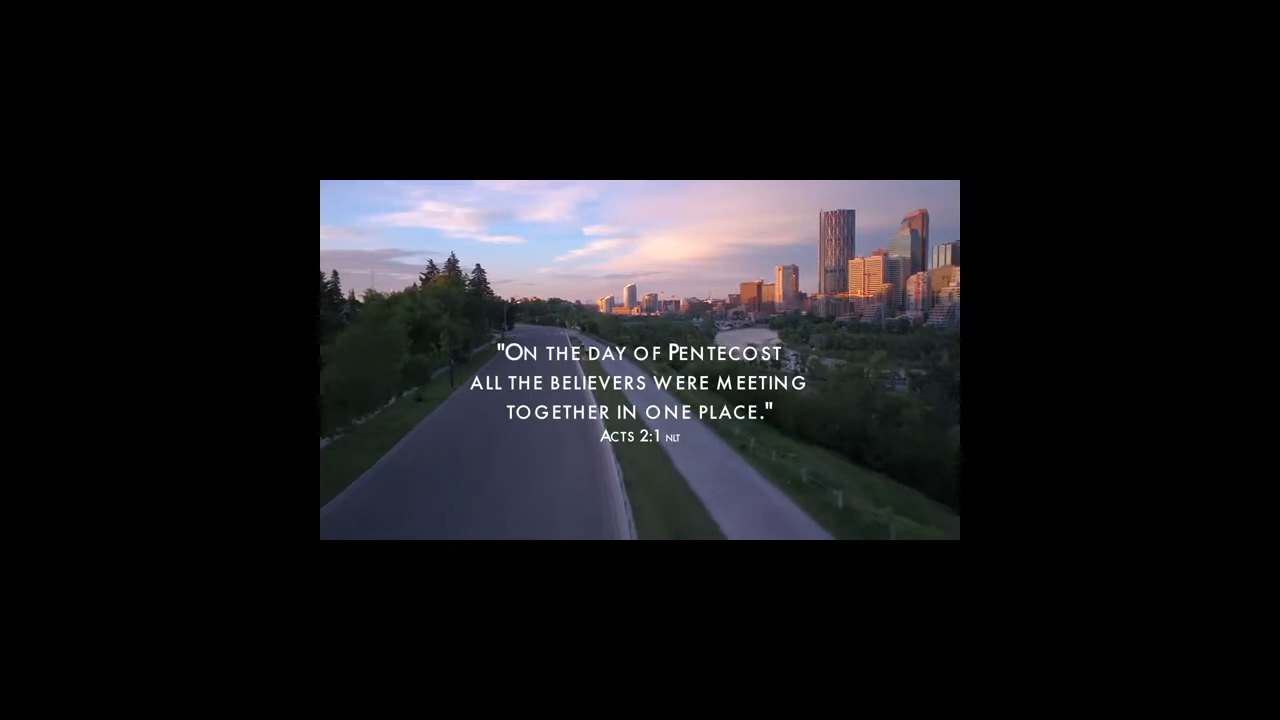 "On the day of Pentecost
all the believers were meeting
together in one place."
Acts 2:1 NLT